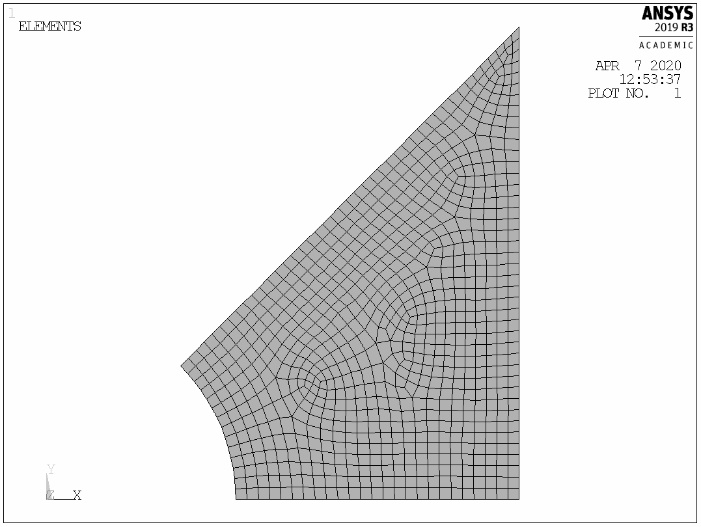 1
ELEMENTS
ANSYS
2019 R3
ACADEMIC
APR 7 2020
12:53:37
PLOT NO. 1
Y
Z X